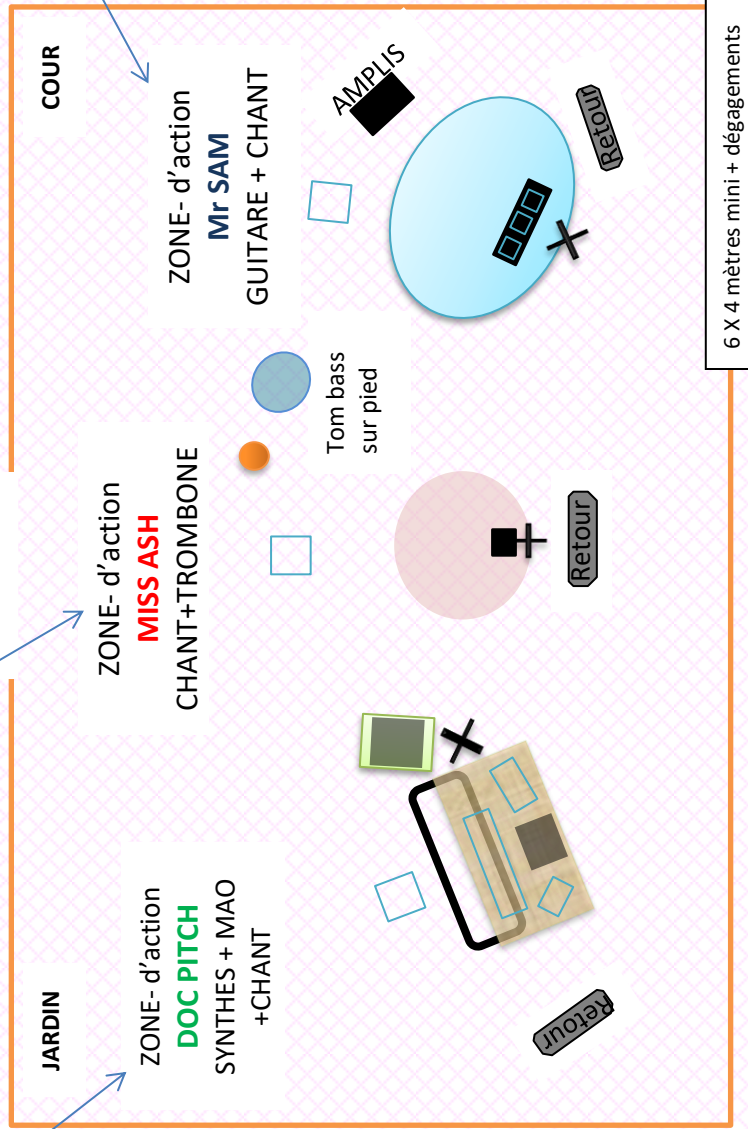 JARDIN
COUR
ZONE- d'action
DOC PITCH
SYNTHES + MAO
+CHANT
ZONE- d'action
MISS ASH
CHANT+TROMBONE
ZONE- d'action
Mr SAM
GUITARE + CHANT
AMPLIS
Tom bass
sur pied
Retour
Retour
Retour
6 X 4 mètres mini + dégagements